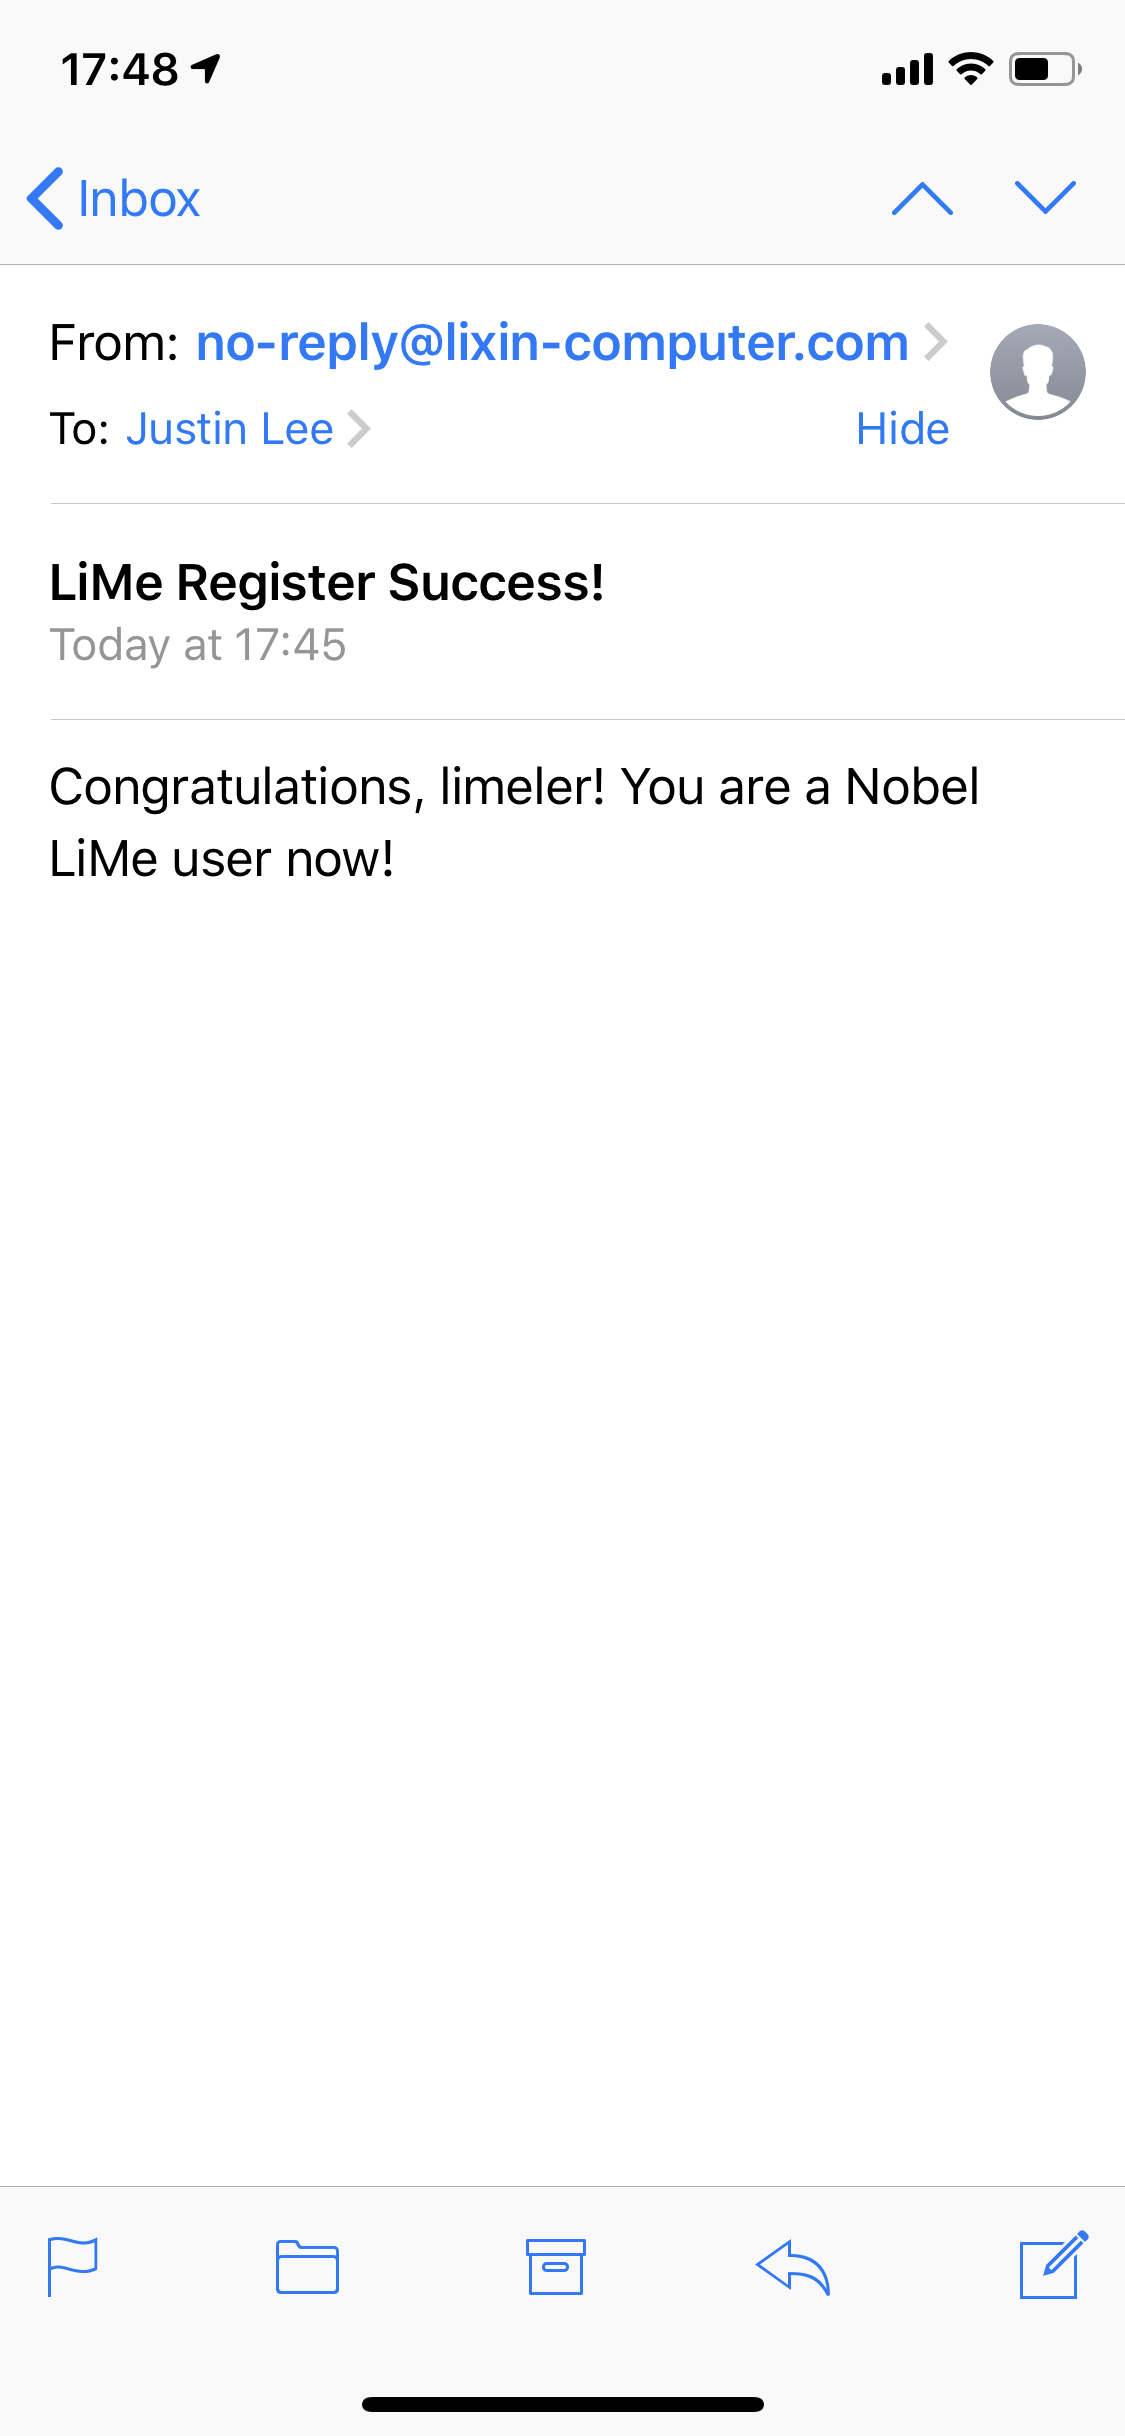 17:48
Inbox
From: no-reply@lixin-computer.com
To: Justin Lee
Hide
LiMe Register Success!
Today at 17:45
Congratulations, limeler! You are a Nobel
LiMe user now!